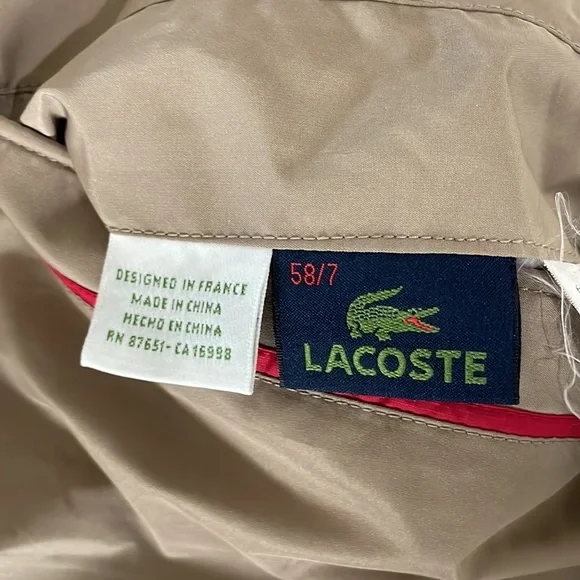 DESIGNED IN FRANCE
MADE IN CHINA
HECHO EN CHINA
RN 87651-CA 16998
58/7
LACOSTE